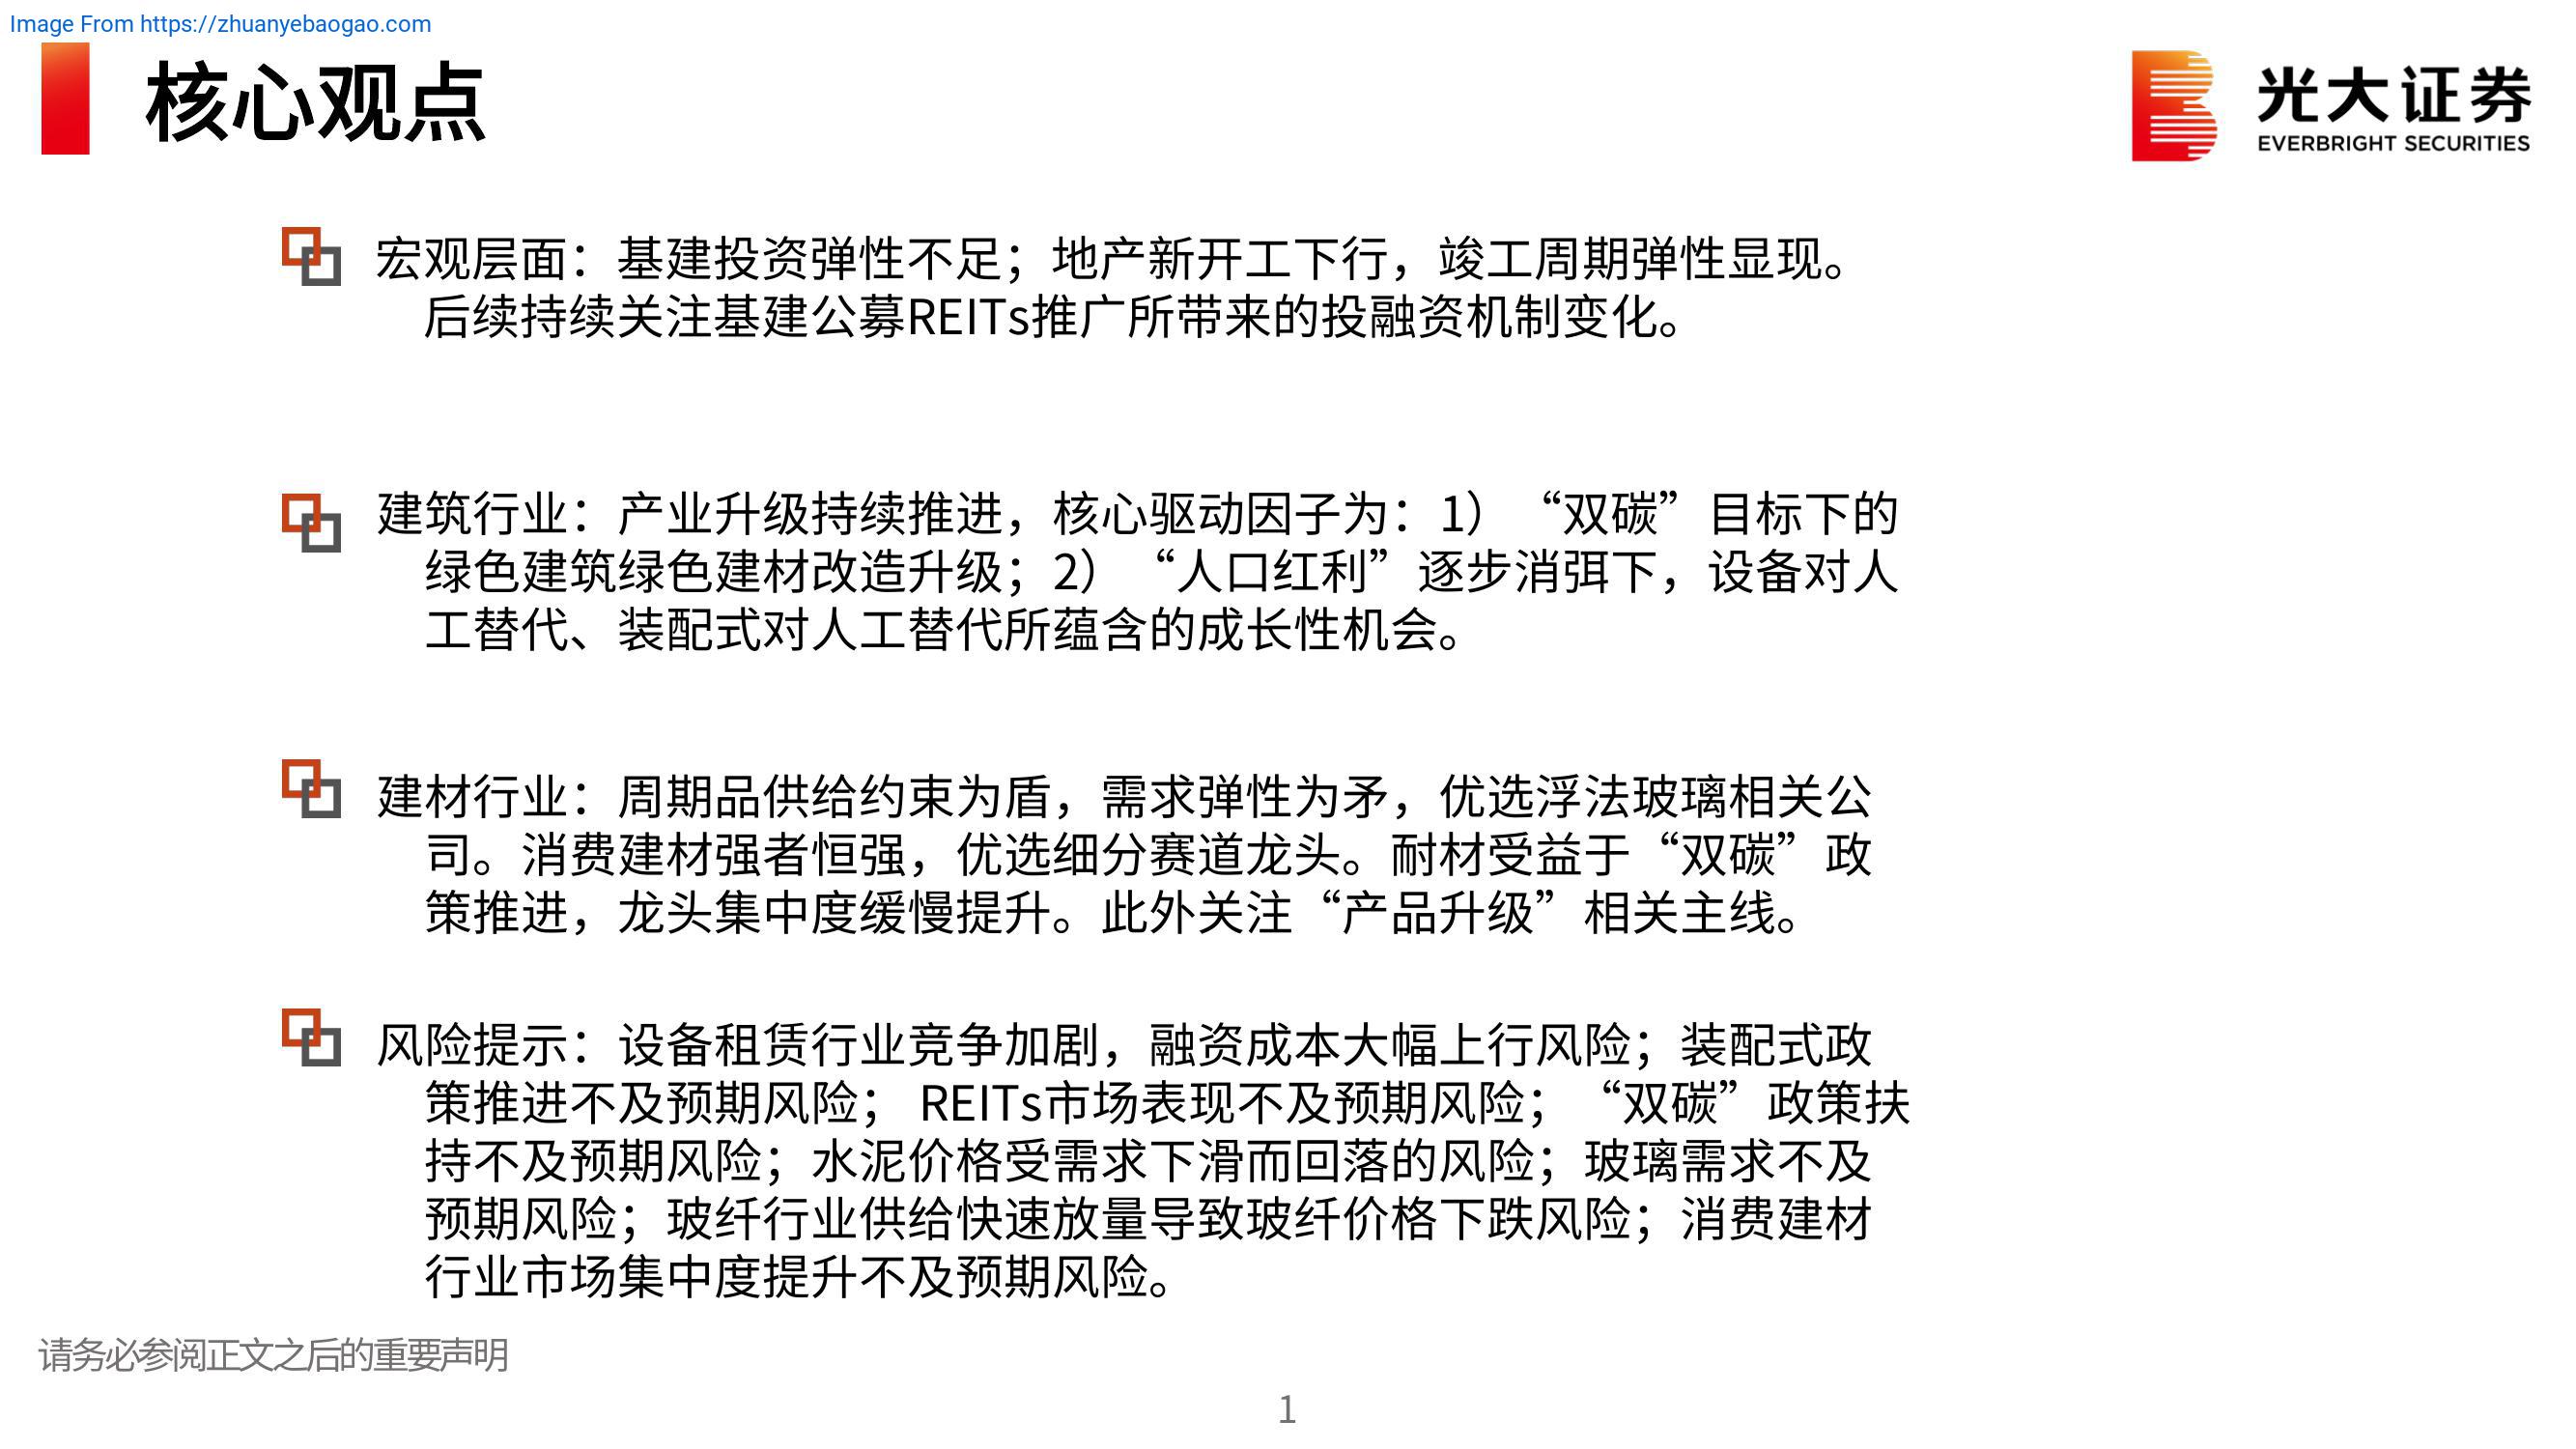 Image From https://zhuanyebaogao.com
核心观点
光大证券
EVERBRIGHT SECURITIES
宏观层面：基建投资弹性不足；地产新开工下行，竣工周期弹性显现。
后续持续关注基建公募REITs推广所带来的投融资机制变化。
建筑行业：产业升级持续推进，核心驱动因子为：1）“双碳”目标下的
绿色建筑绿色建材改造升级；2）“人口红利”逐步消弭下，设备对人
工替代、装配式对人工替代所蕴含的成长性机会。
建材行业：周期品供给约束为盾，需求弹性为矛，优选浮法玻璃相关公
司。消费建材强者恒强，优选细分赛道龙头。耐材受益于“双碳”政
策推进，龙头集中度缓慢提升。此外关注“产品升级”相关主线。
风险提示：设备租赁行业竞争加剧，融资成本大幅上行风险；装配式政
策推进不及预期风险； REITs市场表现不及预期风险；“双碳”政策扶
持不及预期风险；水泥价格受需求下滑而回落的风险；玻璃需求不及
预期风险；玻纤行业供给快速放量导致玻纤价格下跌风险；消费建材
行业市场集中度提升不及预期风险。
请务必参阅正文之后的重要声明
1